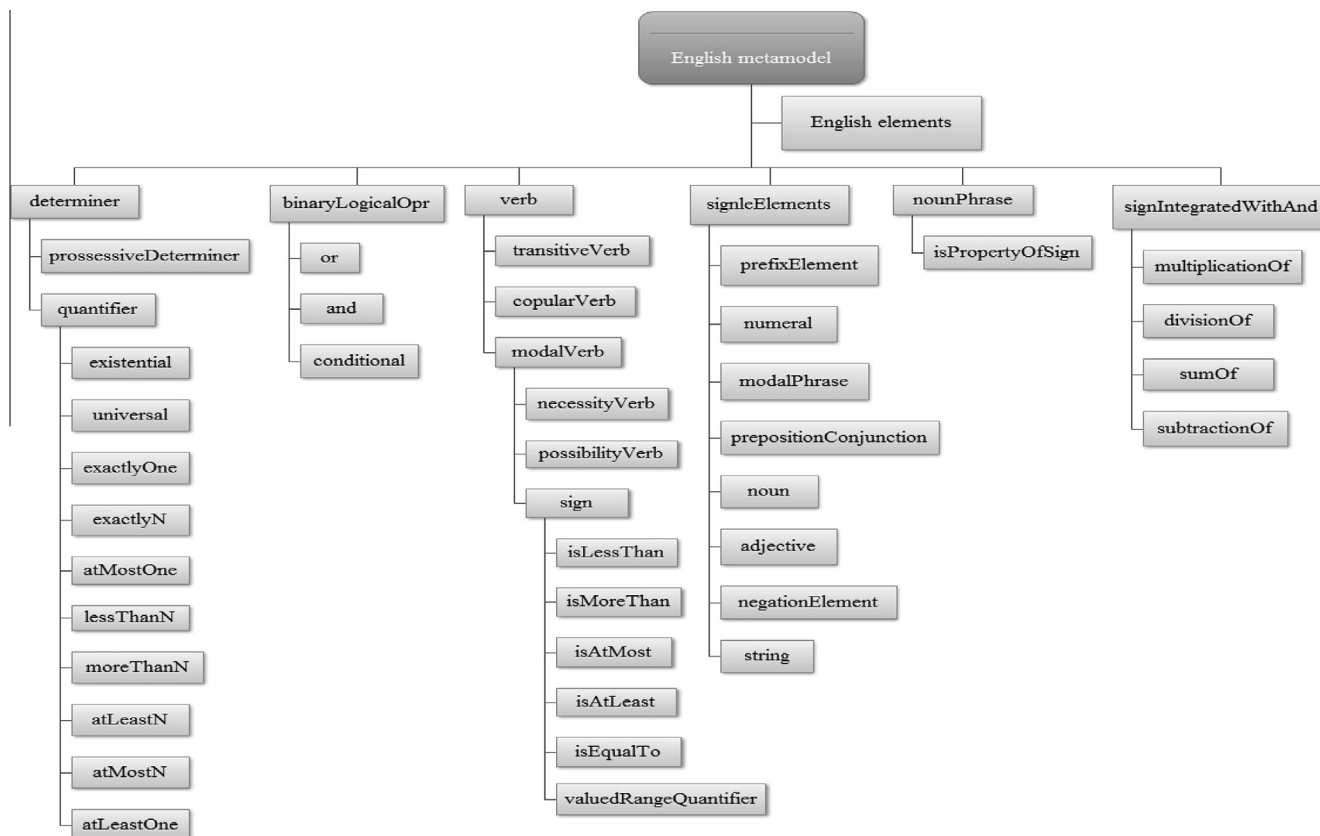 English metamodel
English elements
determiner
prossessiveDeterminer
quantifier
existential
universal
exactlyOne
exactlyN
atMostOne
lessThanN
moreThanN
atLeastN
atMostN
atLeastOne
binaryLogicalOpr
or
and
conditional
verb
transitiveVerb
copularVerb
modalVerb
necessityVerb
possibilityVerb
sign
isLessThan
isMoreThan
isAtMost
isAtLeast
isEqualTo
valuedRangeQuantifier
signleElements
prefixElement
numeral
modalPhrase
prepositionConjunction
noun
adjective
negationElement
string
nounPhrase
isPropertyOfSign
signIntegratedWithAnd
multiplicationOf
divisionOf
sumOf
subtractionOf